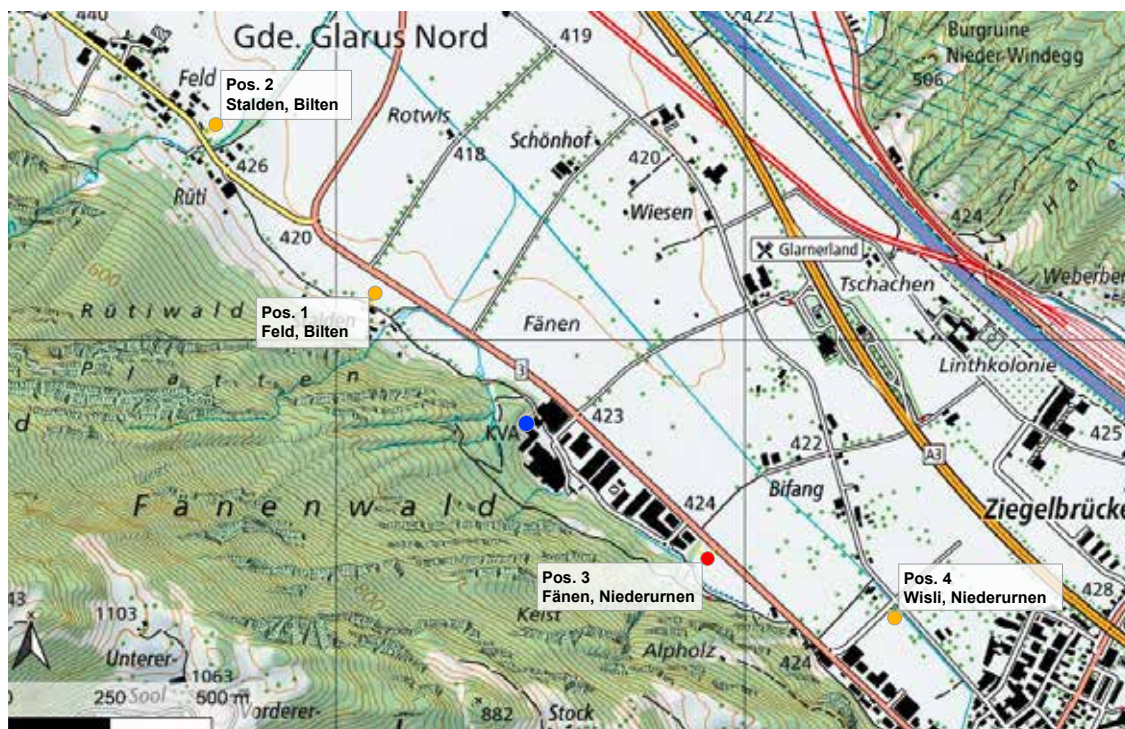 440
Gde. Glarus Nord
419
422
Burgruine
Nieder Windegg
506
Feld
Pos. 2
Stalden, Bilten
Rotwis
418
Schönhof
420
426
Rüti
Wiesen
424
420
Glarnerland
Tschachen
600
Rütiwald
Pos. 1
Feld, Bilten
Fänen
Platten
3
Linthkolonie
KVA
423
422
425
A3
Fänenwald
424
Bifang
Ziegelbrücke
Pos. 3
Fänen, Niederurnen
Pos. 4
Wisli, Niederurnen
428
800
1103
Keist
Alpholz
424
Unterer-
Sool
1063
Vorderer-
882
Stock
250
500 m